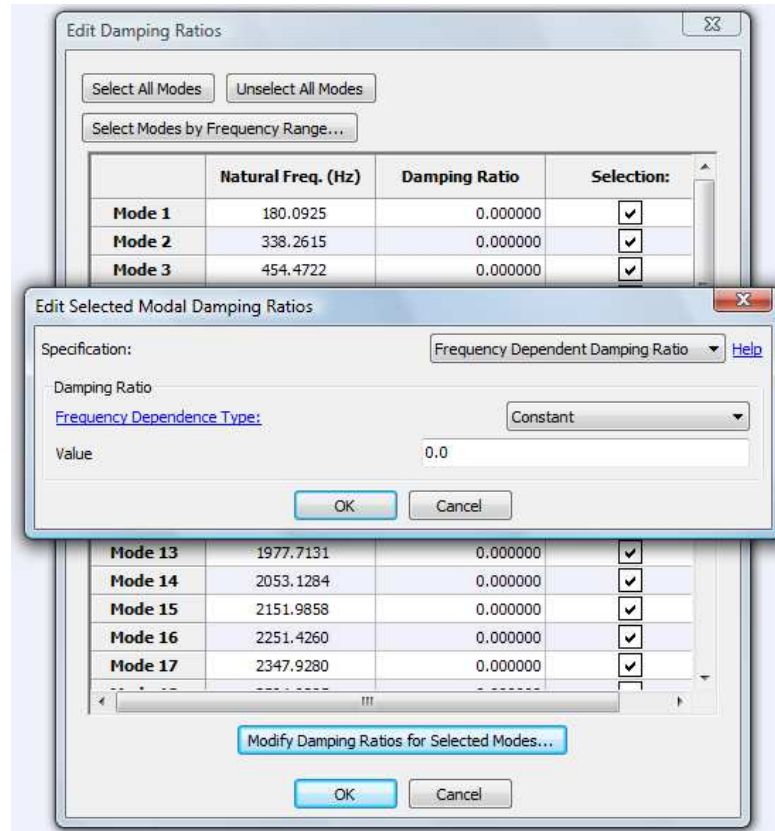 Edit Damping Ratios
Select All Modes Unselect All Modes
Select Modes by Frequency Range...
Natural Freq. (Hz) Damping Ratio Selection:
Mode 1 180.0925 0.000000
Mode 2 338.2615 0.000000
Mode 3 454.4722 0.000000
Edit Selected Modal Damping Ratios
Specification: Frequency Dependent Damping Ratio Help
Damping Ratio
Frequency Dependence Type: Constant
Value 0.0
OK Cancel
Mode 13 1977.7131 0.000000
Mode 14 2053.1284 0.000000
Mode 15 2151.9858 0.000000
Mode 16 2251.4260 0.000000
Mode 17 2347.9280 0.000000
Modify Damping Ratios for Selected Modes...
OK Cancel